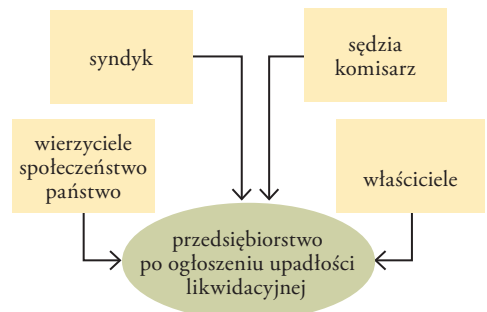 syndyk
sędzia
komisarz
wierzyciele
społeczeństwo
państwo
właściciele
przedsiębiorstwo
po ogłoszeniu upadłości
likwidacyjnej